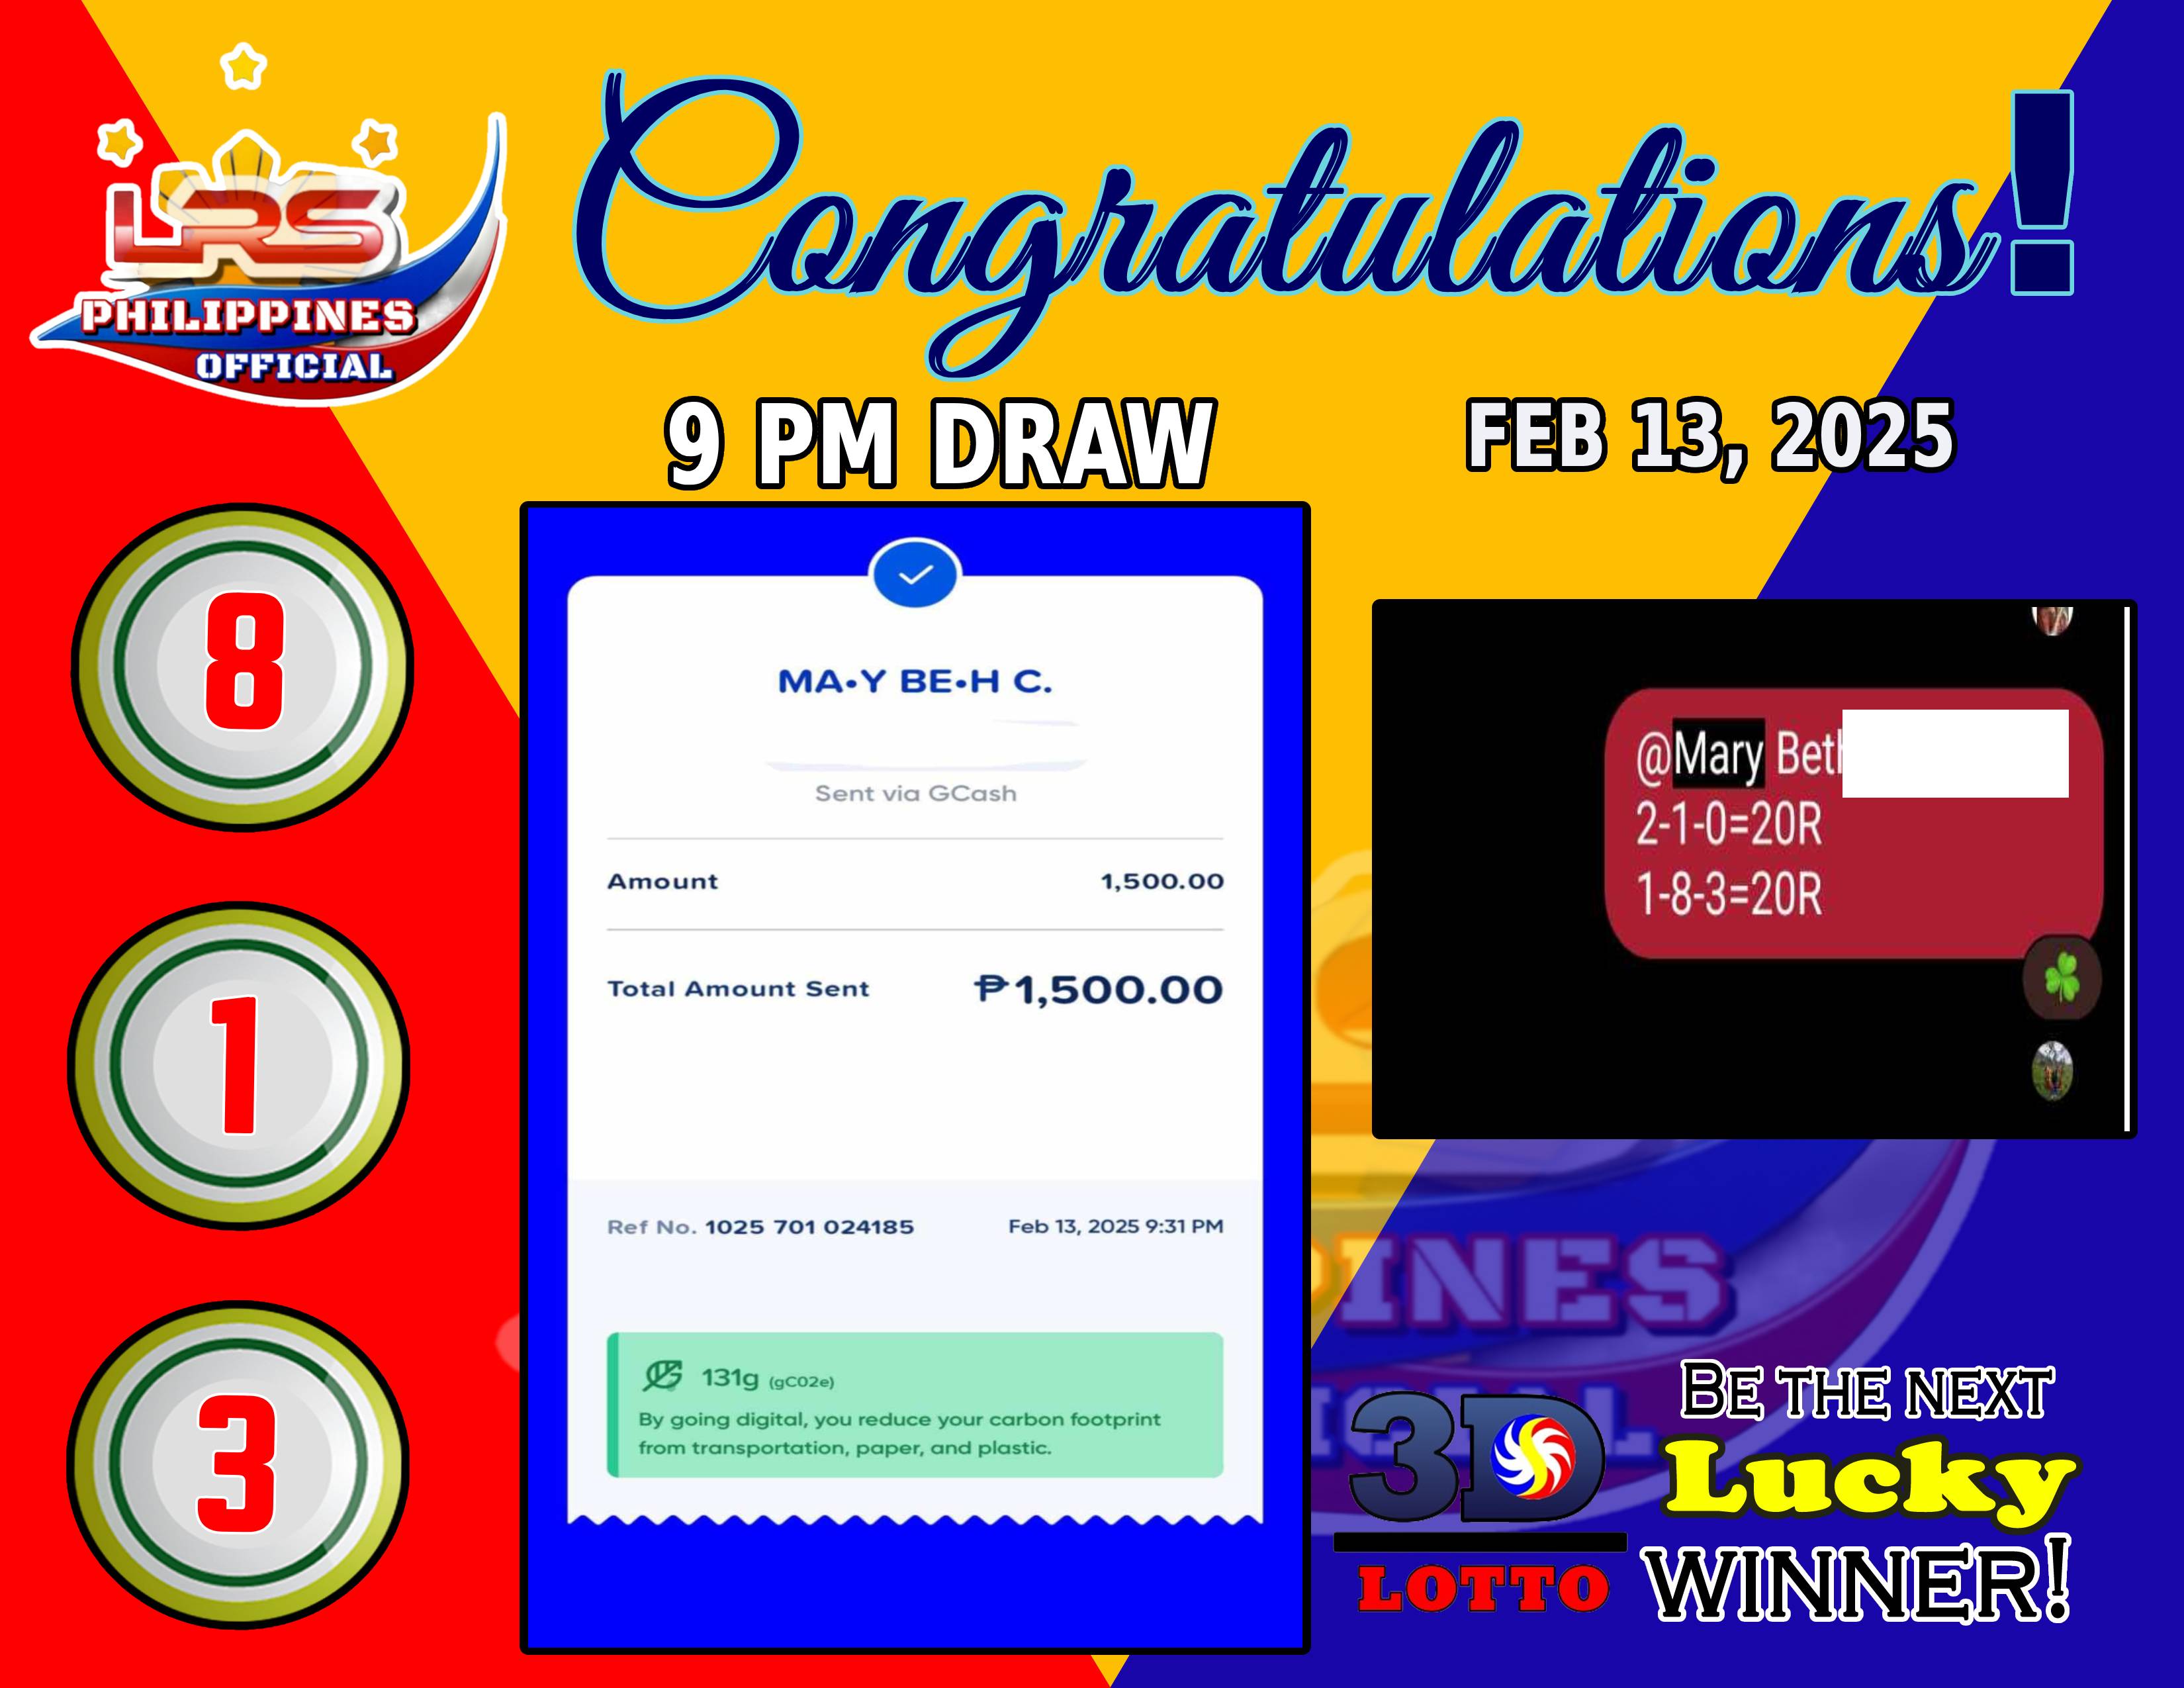 LRS
PHILIPPINES
OFFICIAL
Congratulations!
9 PM DRAW
FEB 13, 2025
8
1
3
MA•Y BE•H C.
Sent via GCash
Amount 1,500.00
Total Amount Sent ₱1,500.00
Ref No. 1025 701 024185 Feb 13, 2025 9:31 PM
131g (gC02e)
By going digital, you reduce your carbon footprint
from transportation, paper, and plastic.
@Mary Beth
2-1-0=20R
1-8-3=20R
PINES
3D
LOTTO
BE THE NEXT
Lucky
WINNER!